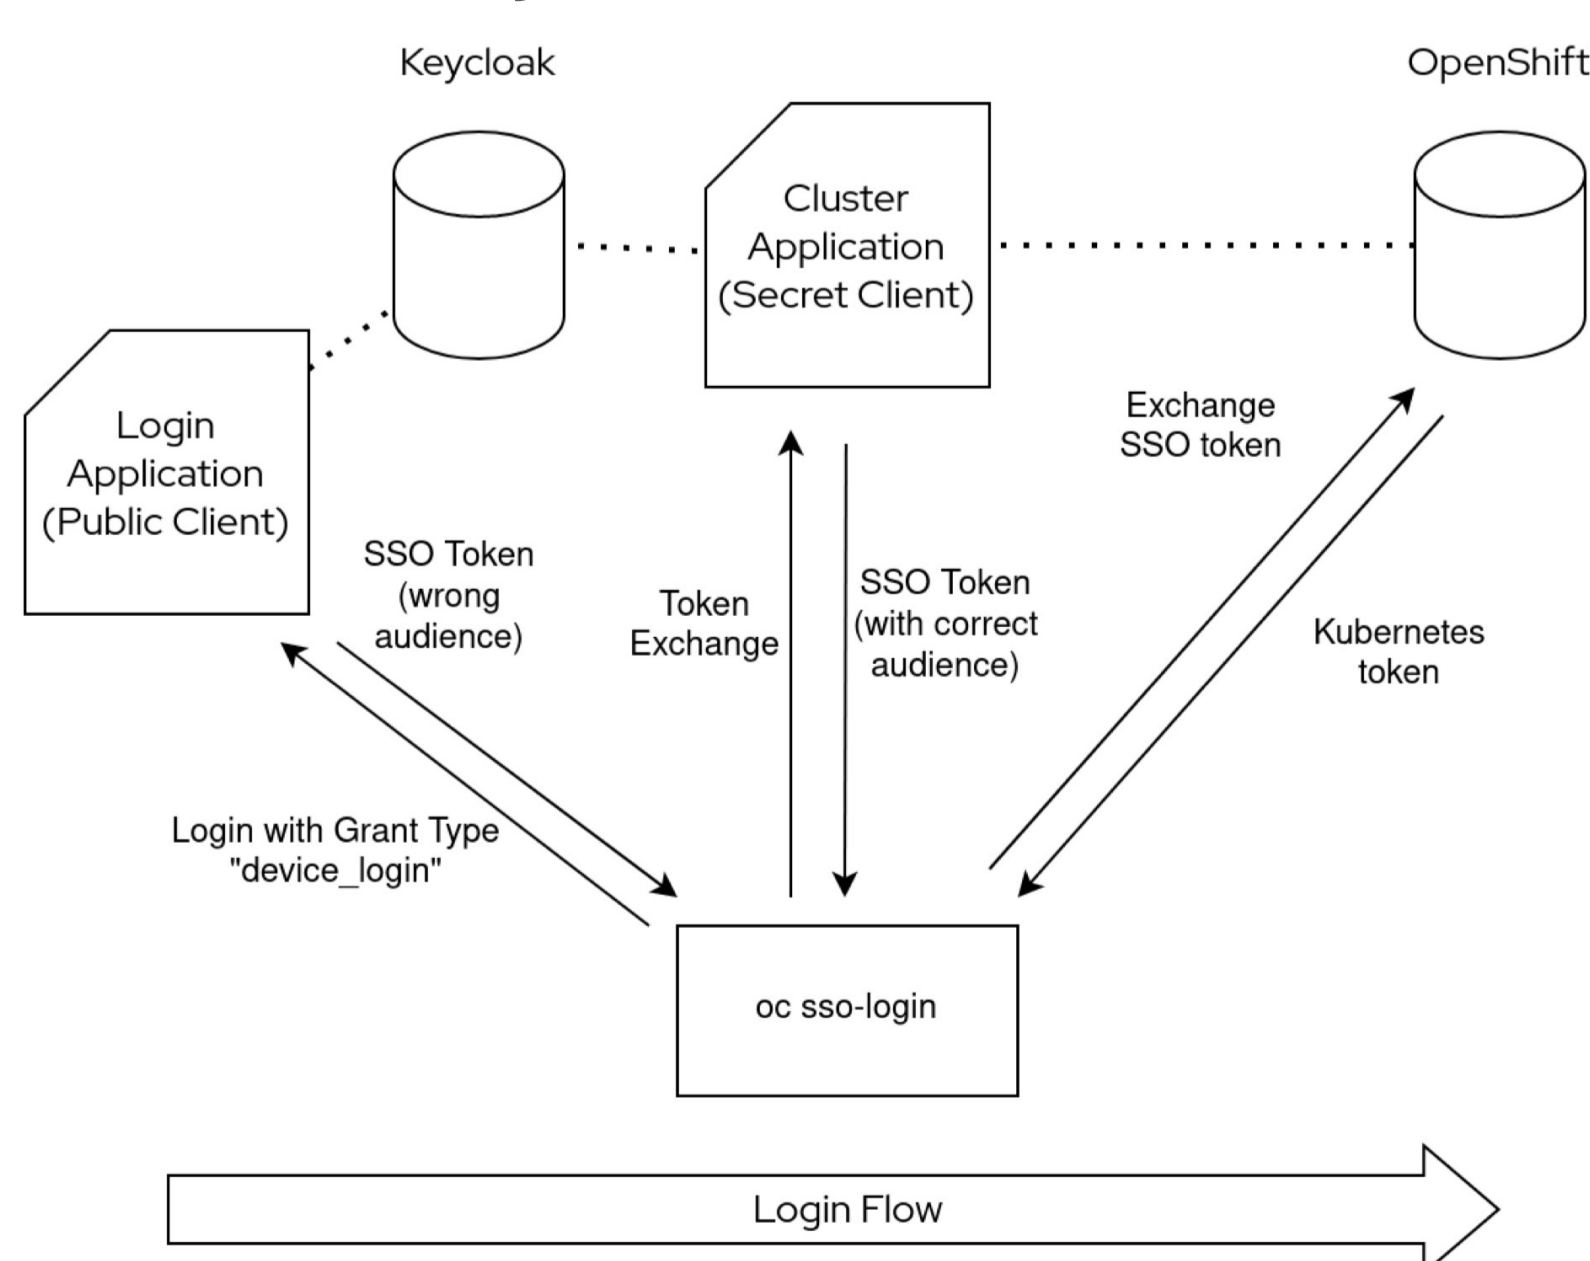 Keycloak
OpenShift
Cluster
Application
(Secret Client)
Login
Application
(Public Client)
Exchange
SSO token
SSO Token
(wrong
audience)
Token
Exchange
SSO Token
(with correct
audience)
Kubernetes
token
Login with Grant Type
"device_login"
oc sso-login
Login Flow